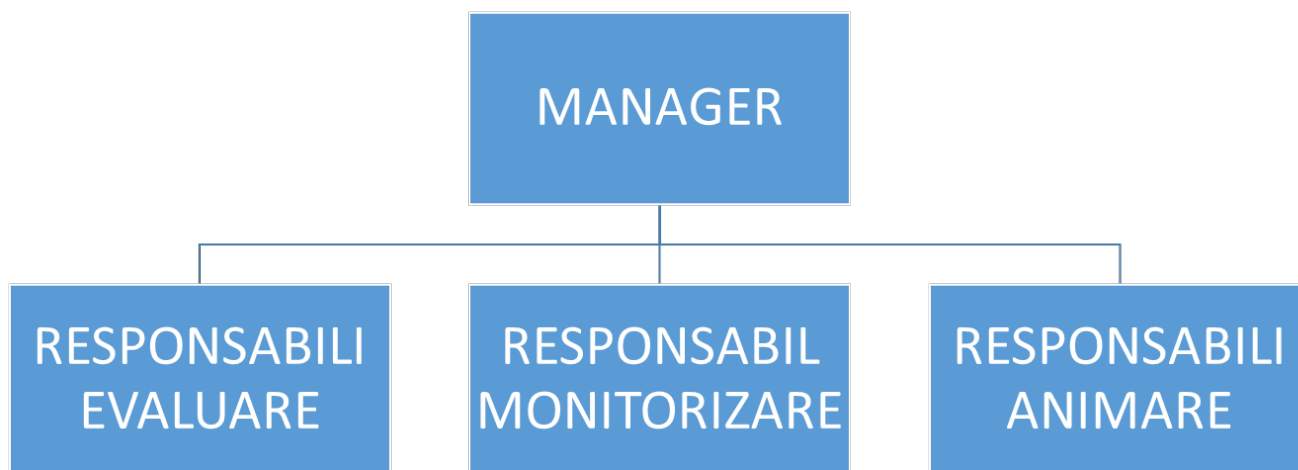 MANAGER
RESPONSABILI
EVALUARE
RESPONSABIL
MONITORIZARE
RESPONSABILI
ANIMARE